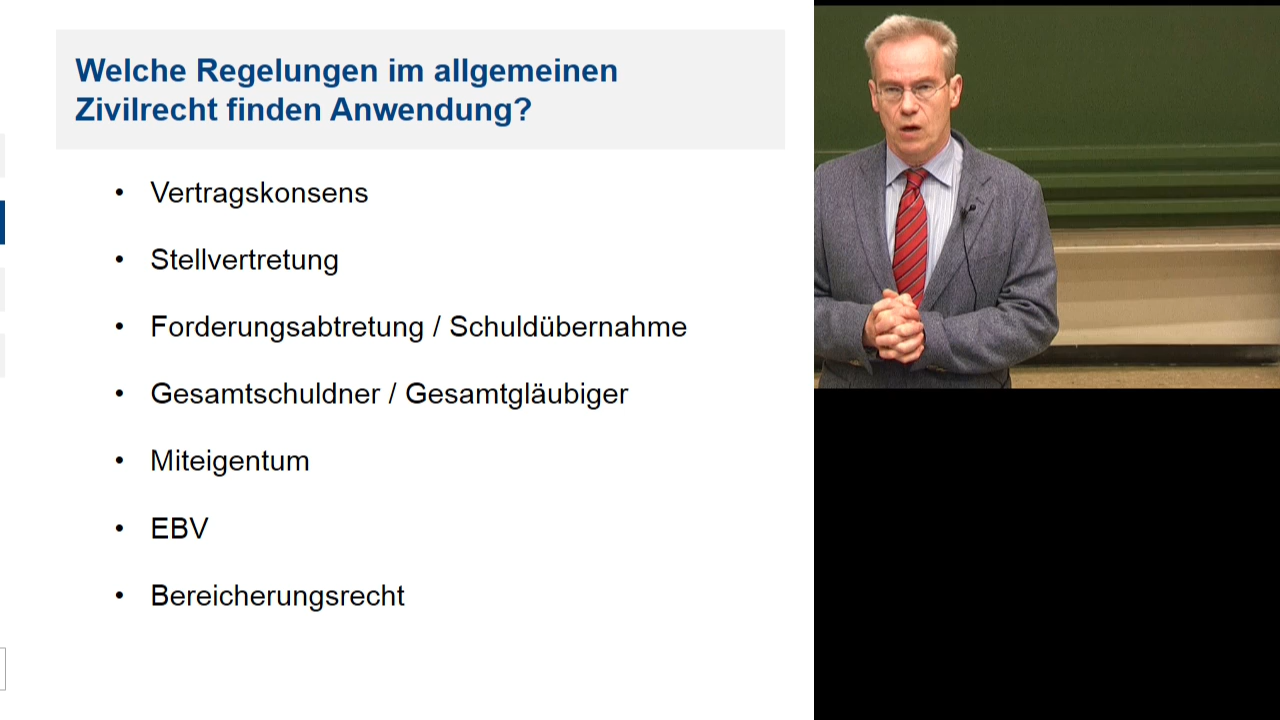 Welche Regelungen im allgemeinen
Zivilrecht finden Anwendung?
• Vertragskonsens
• Stellvertretung
• Forderungsabtretung / Schuldübernahme
• Gesamtschuldner / Gesamtgläubiger
• Miteigentum
• EBV
• Bereicherungsrecht